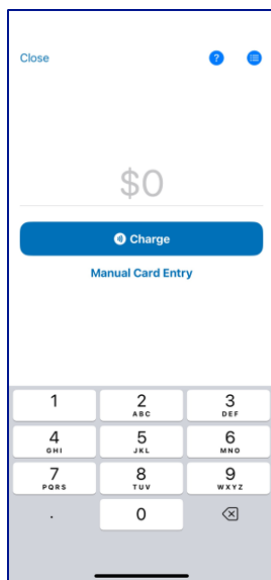 Close ?
$0
Charge
Manual Card Entry
1 2 3
ABC DEF
4 5 6
GHI JKL MNO
7 8 9
PQRS TUV WXYZ
. 0